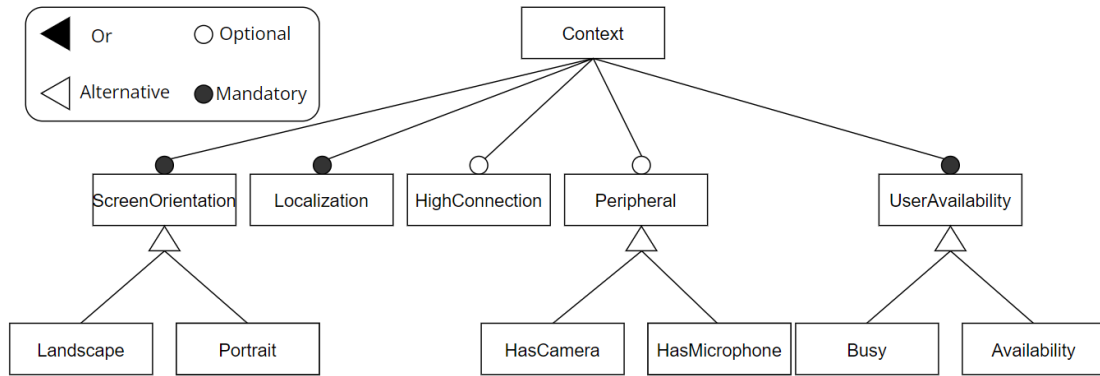 Or
Optional
Alternative
Mandatory
Context
ScreenOrientation
Localization
HighConnection
Peripheral
UserAvailability
Landscape
Portrait
HasCamera
HasMicrophone
Busy
Availability